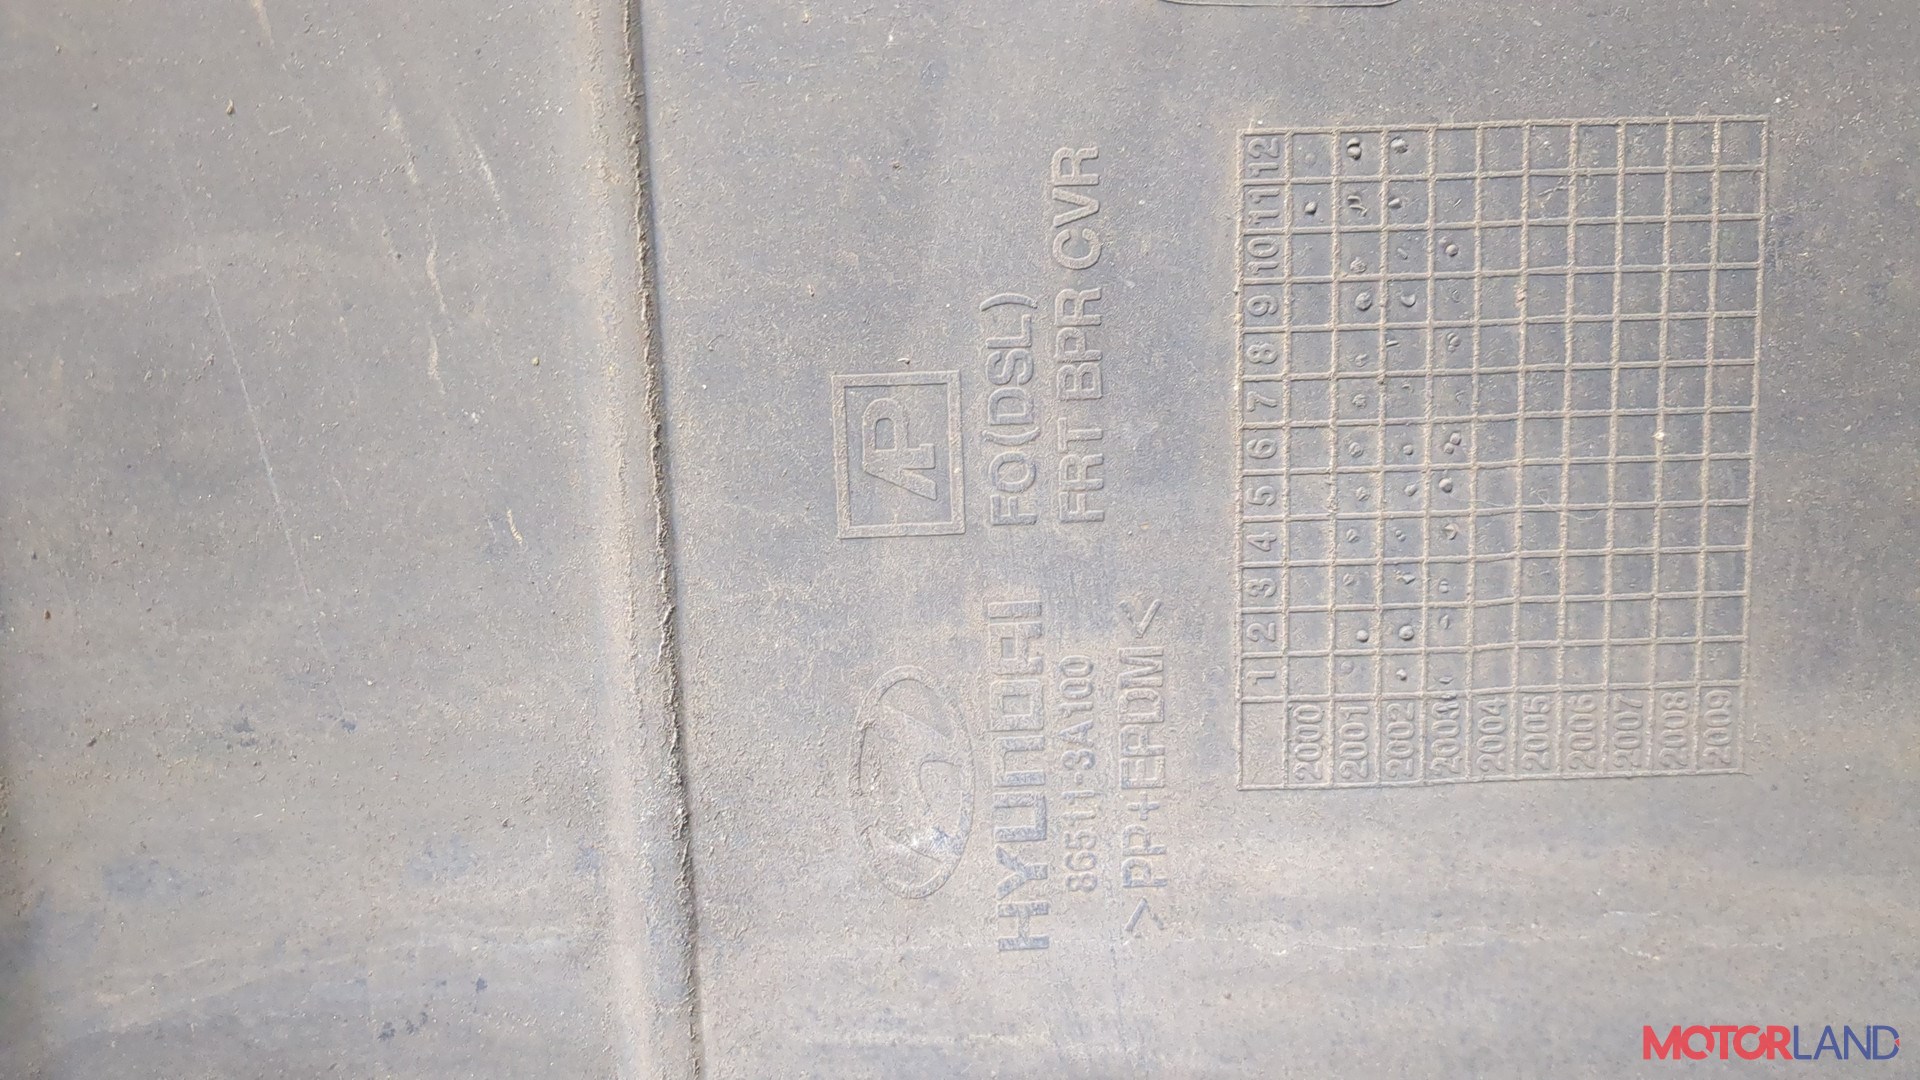 AP
HYUNDAI FO(DSL)
86511-3A100 FRT BPR CVR
>PP+EPDM<
1 2 3 4 5 6 7 8 9 10 11 12
2000
2001
2002
2003
2004
2005
2006
2007
2008
2009
MOTORLAND